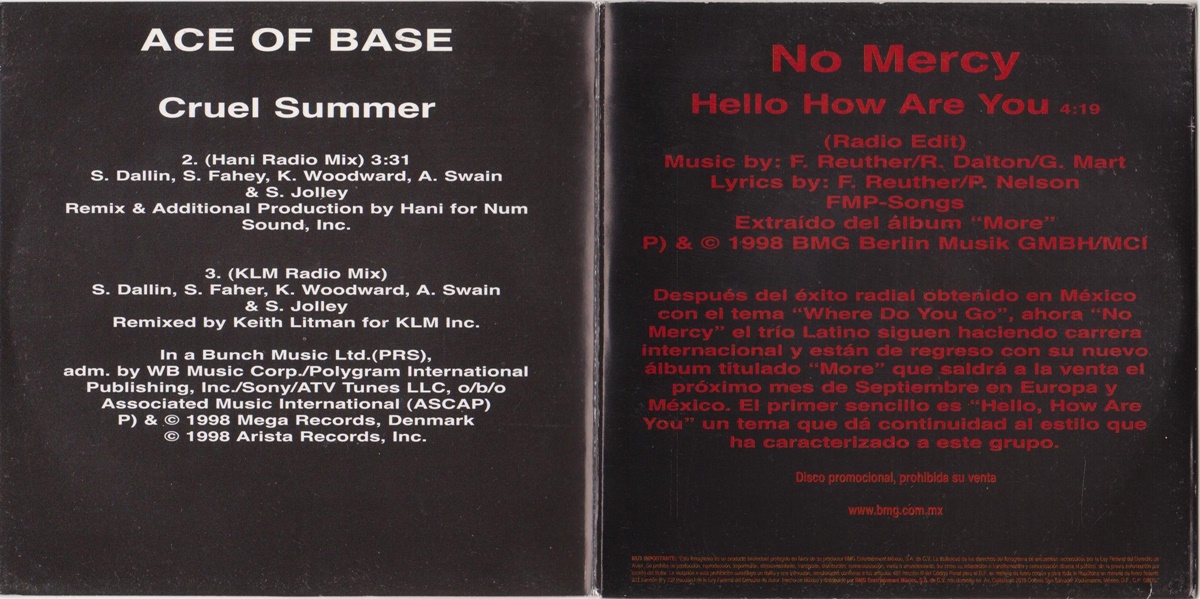 ACE OF BASE
Cruel Summer
2. (Hani Radio Mix) 3:31
S. Dallin, S. Fahey, K. Woodward, A. Swain
& S. Jolley
Remix & Additional Production by Hani for Num
Sound, Inc.
3. (KLM Radio Mix)
S. Dallin, S. Faher, K. Woodward, A. Swain
& S. Jolley
Remixed by Keith Litman for KLM Inc.
In a Bunch Music Ltd.(PRS),
adm. by WB Music Corp./Polygram International
Publishing, Inc./Sony/ATV Tunes LLC, o/b/o
Associated Music International (ASCAP)
P) & © 1998 Mega Records, Denmark
© 1998 Arista Records, Inc.
No Mercy
Hello How Are You 4:19
(Radio Edit)
Music by: F. Reuther/R. Dalton/G. Mart
Lyrics by: F. Reuther/P. Nelson
FMP-Songs
Extraído del álbum “More”
P) & © 1998 BMG Berlin Musik GMBH/MCI
Después del éxito radial obtenido en México
con el tema “Where Do You Go”, ahora “No
Mercy” el trío Latino siguen haciendo carrera
internacional y están de regreso con su nuevo
álbum titulado “More” que saldrá a la venta el
próximo mes de Septiembre en Europa y
México. El primer sencillo es “Hello, How Are
You” un tema que dá continuidad al estilo que
ha caracterizado a este grupo.
Disco promocional, prohibida su venta
www.bmg.com.mx